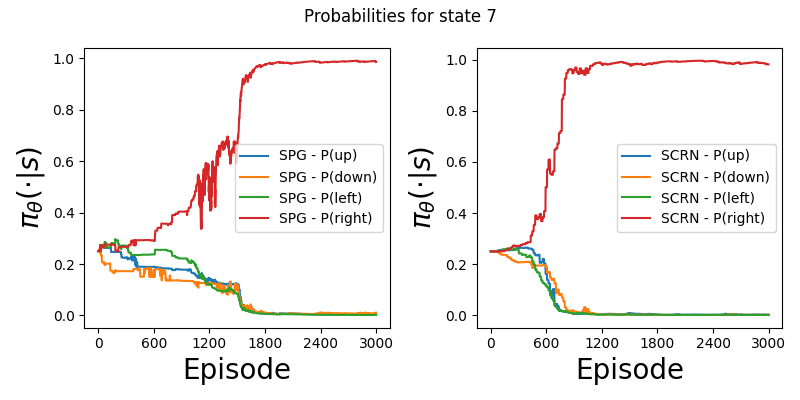 Probabilities for state 7
π_θ(·|s)
1.0
0.8
0.6
0.4
0.2
0.0
SPG - P(up)
SPG - P(down)
SPG - P(left)
SPG - P(right)
0 600 1200 1800 2400 3000
Episode
π_θ(·|s)
1.0
0.8
0.6
0.4
0.2
0.0
SCRN - P(up)
SCRN - P(down)
SCRN - P(left)
SCRN - P(right)
0 600 1200 1800 2400 3000
Episode